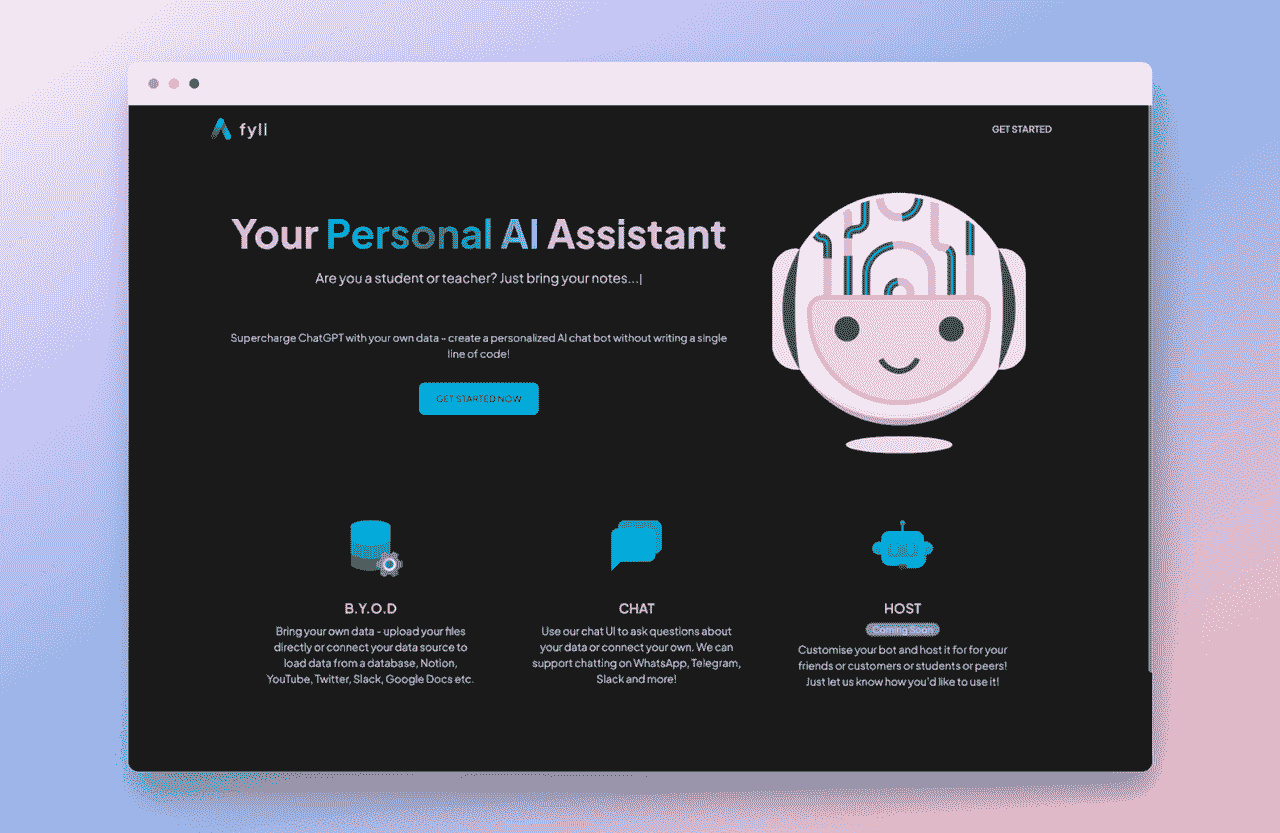 fyli
GET STARTED
Your Personal AI Assistant
Are you a student or teacher? Just bring your notes...|
Supercharge ChatGPT with your own data - create a personalized AI chat bot without writing a single
line of code!
GET STARTED NOW
B.Y.O.D
Bring your own data - upload your files
directly or connect your data source to
load data from a database, Notion,
YouTube, Twitter, Slack, Google Docs etc.
CHAT
Use our chat UI to ask questions about
your data or connect your own. We can
support chatting on WhatsApp, Telegram,
Slack and more!
HOST
Coming Soon
Customise your bot and host it for for your
friends or customers or students or peers!
Just let us know how you'd like to use it!